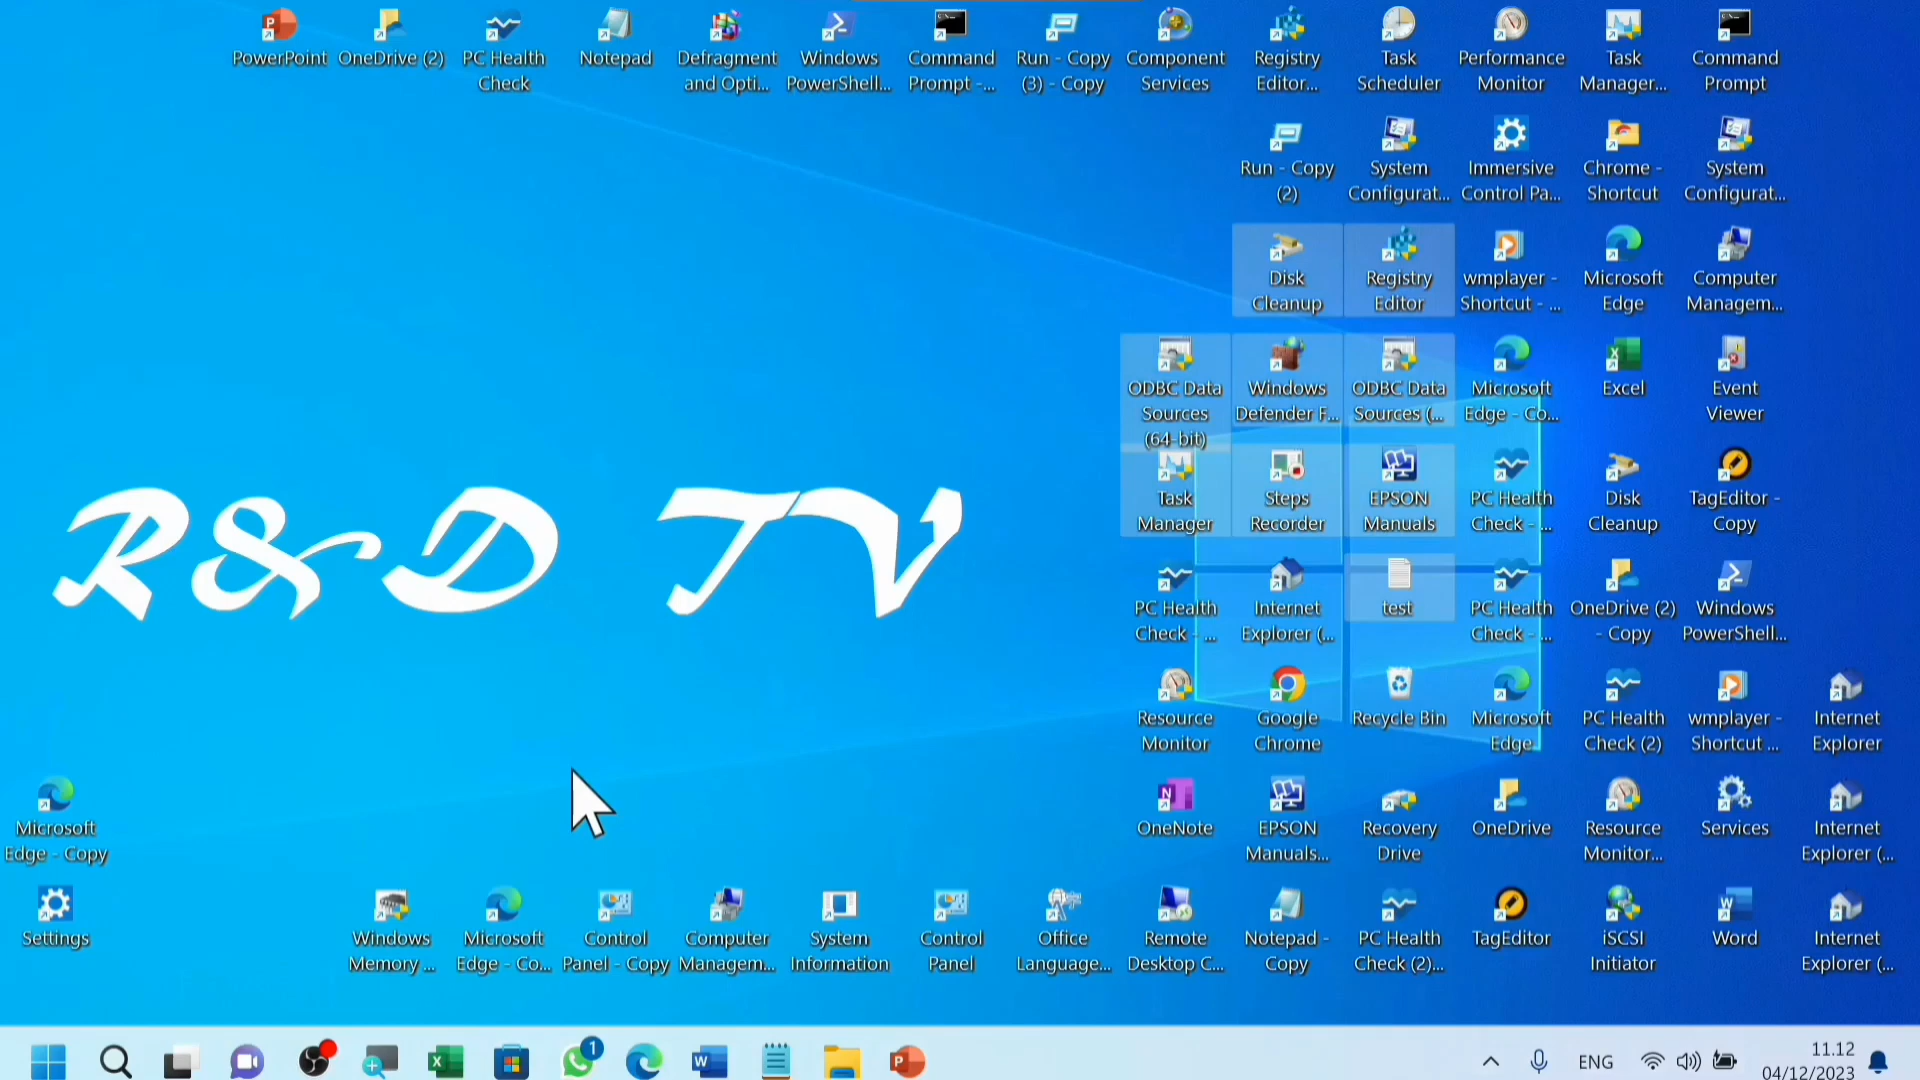 PowerPoint
OneDrive (2)
PC Health
Check
Notepad
Defragment
and Opti...
Windows
PowerShell...
Command
Prompt -...
Run - Copy
(3) - Copy
Component
Services
Registry
Editor...
Task
Scheduler
Performance
Monitor
Task
Manager...
Command
Prompt
Run - Copy
(2)
System
Configurat...
Immersive
Control Pa...
Chrome -
Shortcut
System
Configurat...
Disk
Cleanup
Registry
Editor
wmplayer -
Shortcut - ...
Microsoft
Edge
Computer
Managem...
ODBC Data
Sources
(64-bit)
Windows
Defender F...
ODBC Data
Sources (...
Microsoft
Edge - Co...
Excel
Event
Viewer
R&D TV
Task
Manager
Steps
Recorder
EPSON
Manuals
PC Health
Check - ...
Disk
Cleanup
TagEditor -
Copy
PC Health
Check - ...
Internet
Explorer (...
test
PC Health
Check - ...
OneDrive (2)
- Copy
Windows
PowerShell...
Resource
Monitor
Google
Chrome
Recycle Bin
Microsoft
Edge
PC Health
Check (2)
wmplayer -
Shortcut ...
Internet
Explorer
Microsoft
Edge - Copy
OneNote
EPSON
Manuals...
Recovery
Drive
OneDrive
Resource
Monitor...
Services
Internet
Explorer (...
Settings
Windows
Memory ...
Microsoft
Edge - Co...
Control
Panel - Copy
Computer
Managem...
System
Information
Control
Panel
Office
Language...
Remote
Desktop C...
Notepad -
Copy
PC Health
Check (2)...
TagEditor
iSCSI
Initiator
Word
Internet
Explorer (...
1
ENG
11.12
04/12/2023